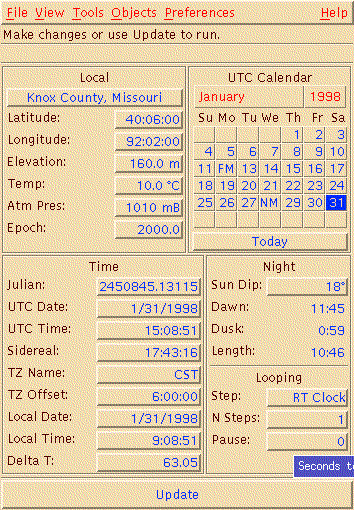 File View Tools Objects Preferences Help
Make changes or use Update to run.
Local
Knox County, Missouri
Latitude: 40:06:00
Longitude: 92:02:00
Elevation: 160.0 m
Temp: 10.0 °C
Atm Pres: 1010 mB
Epoch: 2000.0
UTC Calendar
January 1998
Su Mo Tu We Th Fr Sa
1 2 3
4 5 6 7 8 9 10
11 FM 13 14 15 16 17
18 19 20 21 22 23 24
25 26 27 NM 29 30 31
Today
Time
Julian: 2450845.13115
UTC Date: 1/31/1998
UTC Time: 15:08:51
Sidereal: 17:43:16
TZ Name: CST
TZ Offset: 6:00:00
Local Date: 1/31/1998
Local Time: 9:08:51
Delta T: 63.05
Night
Sun Dip: 18°
Dawn: 11:45
Dusk: 0:59
Length: 10:46
Looping
Step: RT Clock
N Steps: 1
Pause: 0
Seconds to
Update